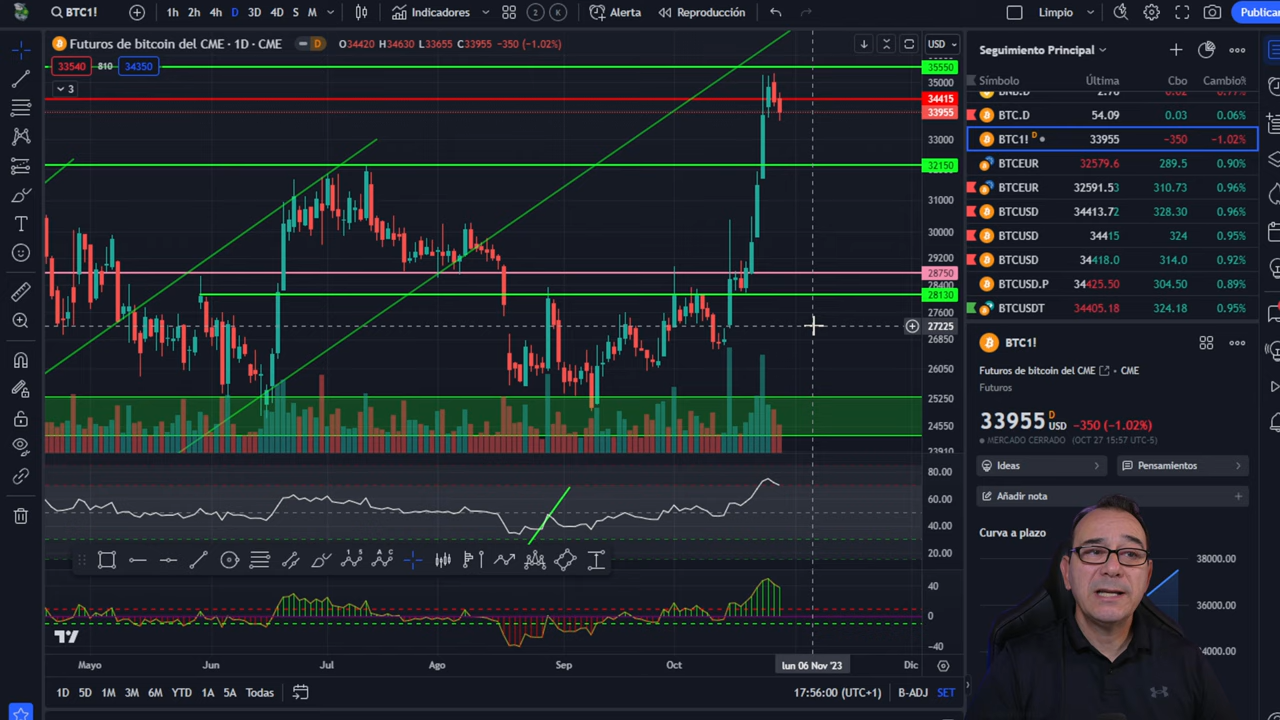 BTC1!
1h 2h 4h D 3D 4D S M
Indicadores
2 K
Alerta
Reproducción
Limpio
Publicar
Futuros de bitcoin del CME · 1D · CME
D
O34420 H34630 L33655 C33955 −350 (−1.02%)
USD
33540 810 34350
3
35550
35000
34415
33955
33000
32150
31000
30000
29200
28750
28400
28130
27600
27225
26850
26050
25250
24550
23910
80.00
60.00
40.00
20.00
40
0
−40
Mayo Jun Jul Ago Sep Oct lun 06 Nov '23 Dic
1D 5D 1M 3M 6M YTD 1A 5A Todas
17:56:00 (UTC+1) B-ADJ SET
Seguimiento Principal
Símbolo Última Cbo Cambio%
BTC.D 54.09 0.03 0.06%
BTC1! D 33955 −350 −1.02%
BTCEUR 32579.6 289.5 0.90%
BTCEUR 32591.53 310.73 0.96%
BTCUSD 34413.72 328.30 0.96%
BTCUSD 34415 324 0.95%
BTCUSD 34418.0 314.0 0.92%
BTCUSD.P 34425.50 304.50 0.89%
BTCUSDT 34405.18 324.18 0.95%
BTC1!
Futuros de bitcoin del CME · CME
Futuros
33955 D USD −350 (−1.02%)
MERCADO CERRADO (OCT 27 15:57 UTC-5)
Ideas
Pensamientos
Añadir nota
Curva a plazo
38000.00
36000.00
34000.00